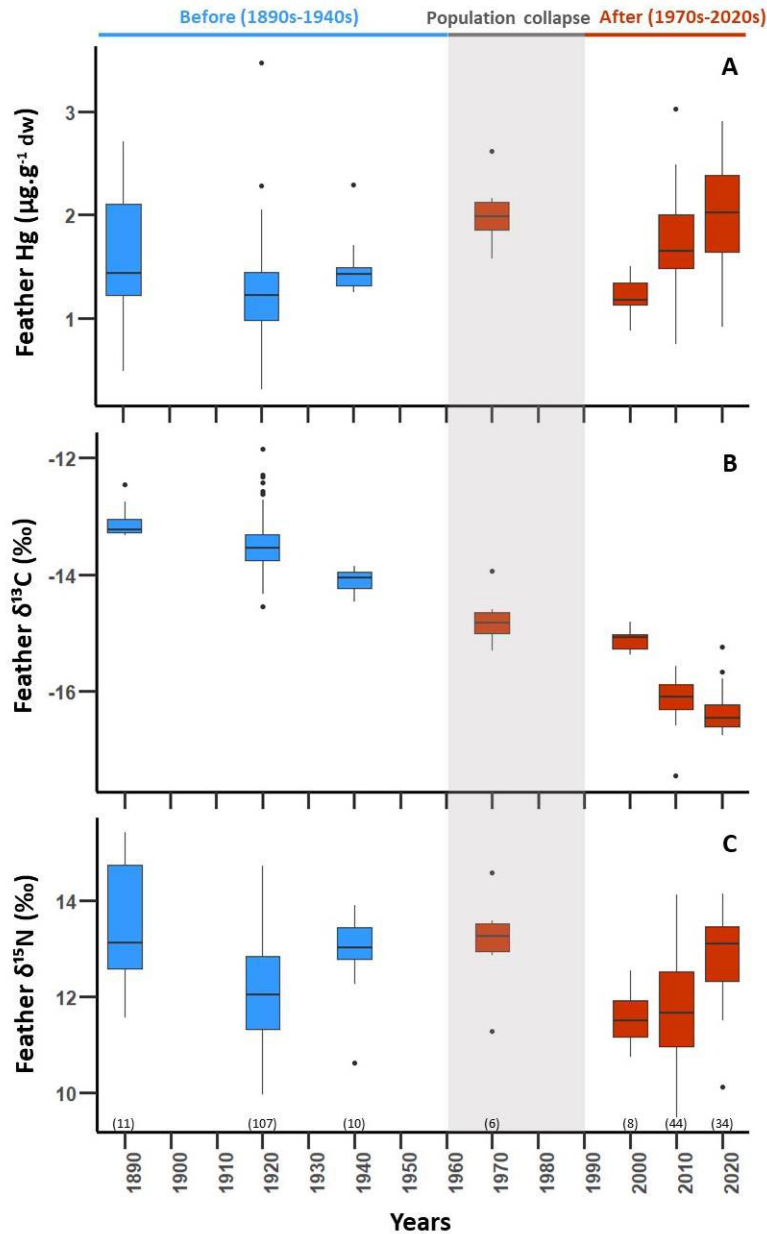 Before (1890s-1940s) Population collapse After (1970s-2020s)
A
Feather Hg (µg.g⁻¹ dw)
3
2
1
B
Feather δ¹³C (‰)
-12
-14
-16
C
Feather δ¹⁵N (‰)
14
12
10
(11) (107) (10) (6) (8) (44) (34)
1890 1900 1910 1920 1930 1940 1950 1960 1970 1980 1990 2000 2010 2020
Years